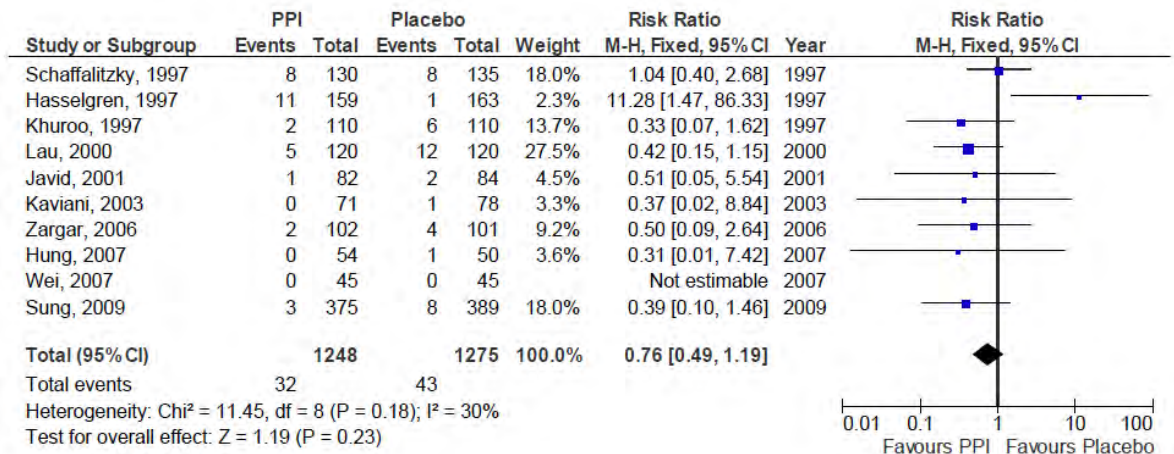 PPI Placebo Risk Ratio Risk Ratio
Study or Subgroup Events Total Events Total Weight M-H, Fixed, 95% CI Year M-H, Fixed, 95% CI
Schaffalitzky, 1997 8 130 8 135 18.0% 1.04 [0.40, 2.68] 1997
Hasselgren, 1997 11 159 1 163 2.3% 11.28 [1.47, 86.33] 1997
Khuroo, 1997 2 110 6 110 13.7% 0.33 [0.07, 1.62] 1997
Lau, 2000 5 120 12 120 27.5% 0.42 [0.15, 1.15] 2000
Javid, 2001 1 82 2 84 4.5% 0.51 [0.05, 5.54] 2001
Kaviani, 2003 0 71 1 78 3.3% 0.37 [0.02, 8.84] 2003
Zargar, 2006 2 102 4 101 9.2% 0.50 [0.09, 2.64] 2006
Hung, 2007 0 54 1 50 3.6% 0.31 [0.01, 7.42] 2007
Wei, 2007 0 45 0 45 Not estimable 2007
Sung, 2009 3 375 8 389 18.0% 0.39 [0.10, 1.46] 2009
Total (95% CI) 1248 1275 100.0% 0.76 [0.49, 1.19]
Total events 32 43
Heterogeneity: Chi² = 11.45, df = 8 (P = 0.18); I² = 30%
Test for overall effect: Z = 1.19 (P = 0.23)
0.01 0.1 1 10 100
Favours PPI Favours Placebo